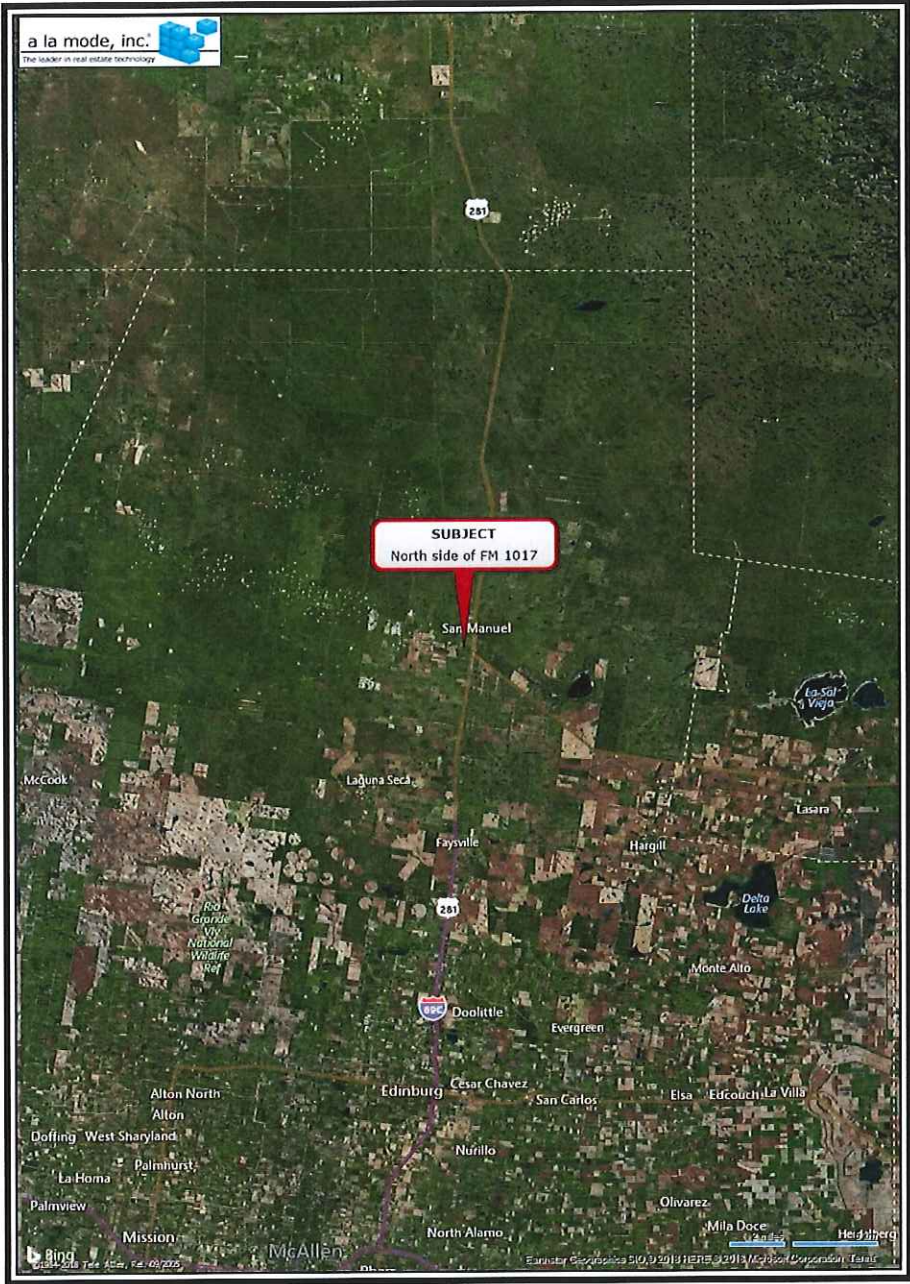 a la mode, inc.
The leader in real estate technology
281
SUBJECT
North side of FM 1017
San Manuel
La Sal
Vieja
McCook
Laguna Seca
Lasara
Faysville
Hargill
Delta
Lake
281
Rio
Grande
Vly
National
Wildlife
Ref
Monte Alto
69C
Doolittle
Evergreen
Cesar Chavez
Edinburg
Alton North
San Carlos
Elsa
Edcouch
La Villa
Alton
Doffing
West Sharyland
Nurillo
Palmhurst
La Homa
Palmview
Olivarez
Mila Doce
Mission
North Alamo
Heidelberg
McAllen
Bing
Pharr